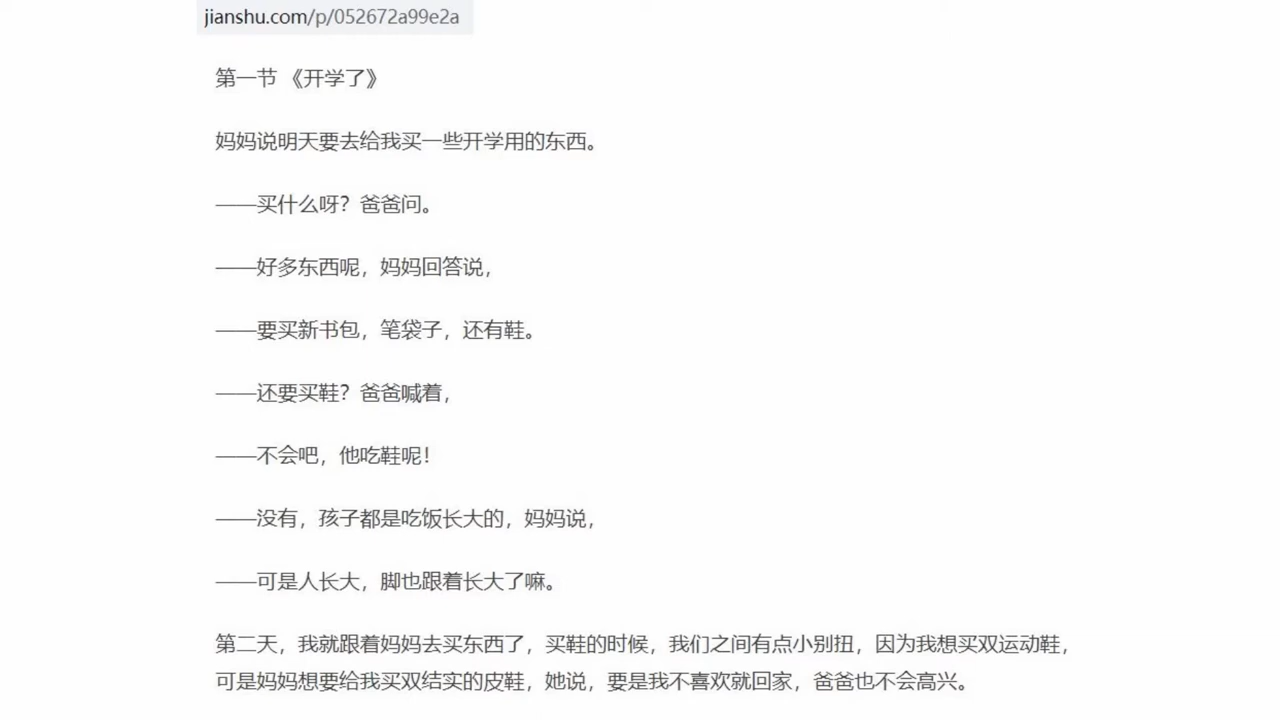 jianshu.com/p/052672a99e2a
第一节 《开学了》
妈妈说明天要去给我买一些开学用的东西。
——买什么呀？爸爸问。
——好多东西呢，妈妈回答说，
——要买新书包，笔袋子，还有鞋。
——还要买鞋？爸爸喊着，
——不会吧，他吃鞋呢！
——没有，孩子都是吃饭长大的，妈妈说，
——可是人长大，脚也跟着长大了嘛。
第二天，我就跟着妈妈去买东西了，买鞋的时候，我们之间有点小别扭，因为我想买双运动鞋，
可是妈妈想要给我买双结实的皮鞋，她说，要是我不喜欢就回家，爸爸也不会高兴。